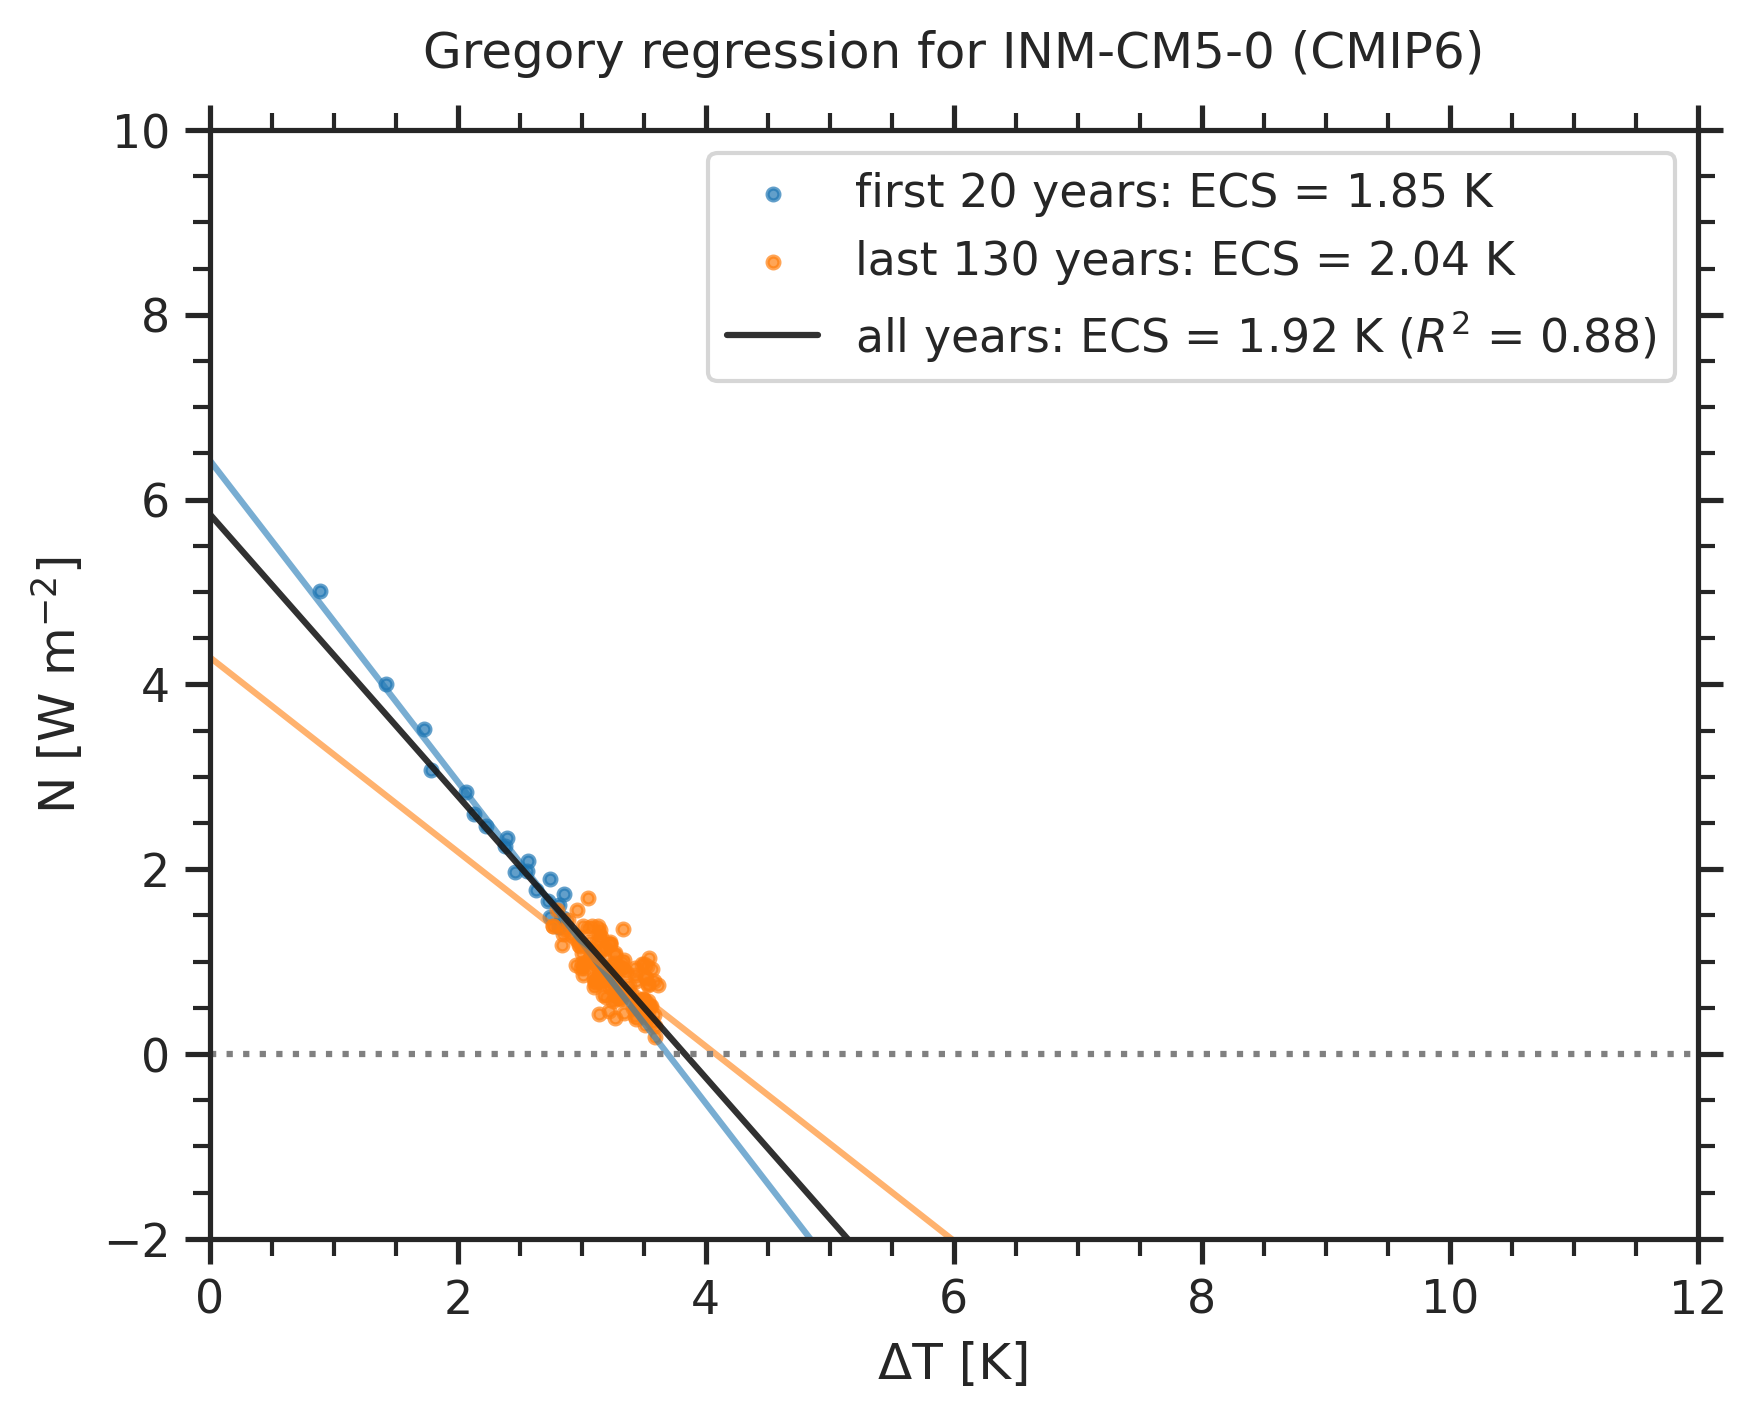 Gregory regression for INM-CM5-0 (CMIP6)
10
8
6
4
2
0
−2
N [W m⁻²]
first 20 years: ECS = 1.85 K
last 130 years: ECS = 2.04 K
all years: ECS = 1.92 K (R² = 0.88)
0 2 4 6 8 10 12
ΔT [K]